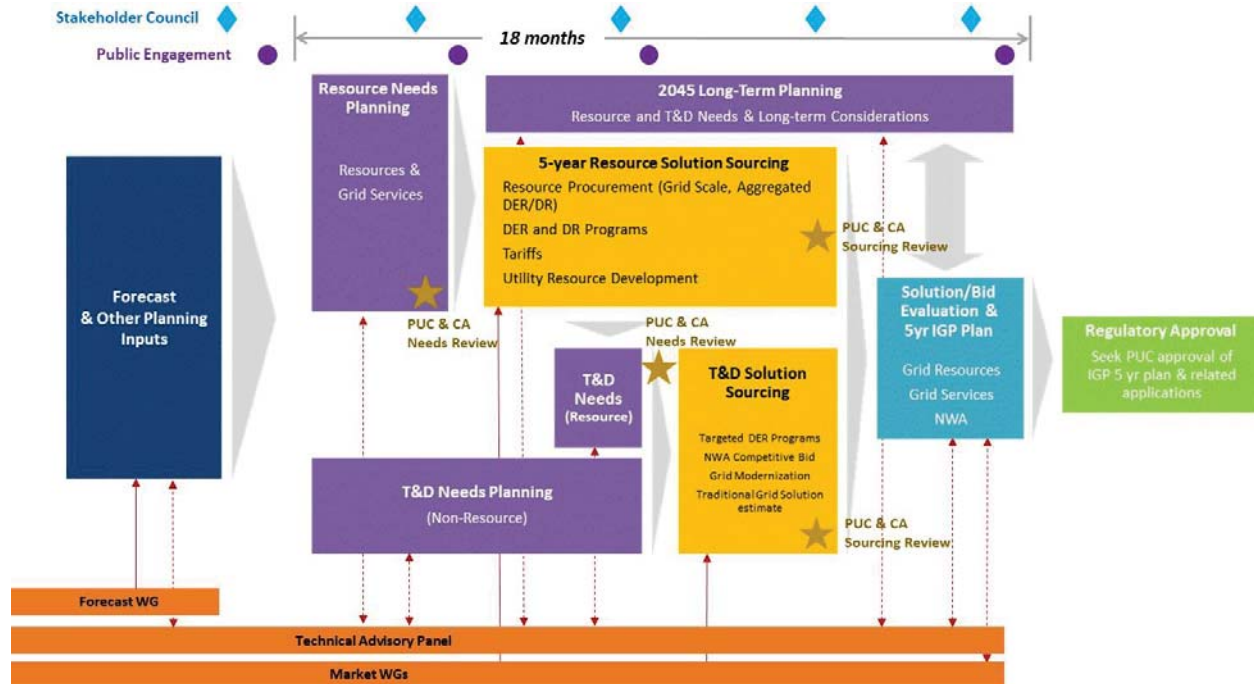 Stakeholder Council
18 months
Public Engagement
Resource Needs
Planning
Resources &
Grid Services
2045 Long-Term Planning
Resource and T&D Needs & Long-term Considerations
5-year Resource Solution Sourcing
Resource Procurement (Grid Scale, Aggregated
DER/DR)
DER and DR Programs
Tariffs
Utility Resource Development
PUC & CA
Sourcing Review
Forecast
& Other Planning
Inputs
PUC & CA
Needs Review
PUC & CA
Needs Review
T&D
Needs
(Resource)
T&D Solution
Sourcing
Targeted DER Programs
NWA Competitive Bid
Grid Modernization
Traditional Grid Solution
estimate
Solution/Bid
Evaluation &
5yr IGP Plan
Grid Resources
Grid Services
NWA
Regulatory Approval
Seek PUC approval of
IGP 5 yr plan & related
applications
T&D Needs Planning
(Non-Resource)
PUC & CA
Sourcing Review
Forecast WG
Technical Advisory Panel
Market WGs